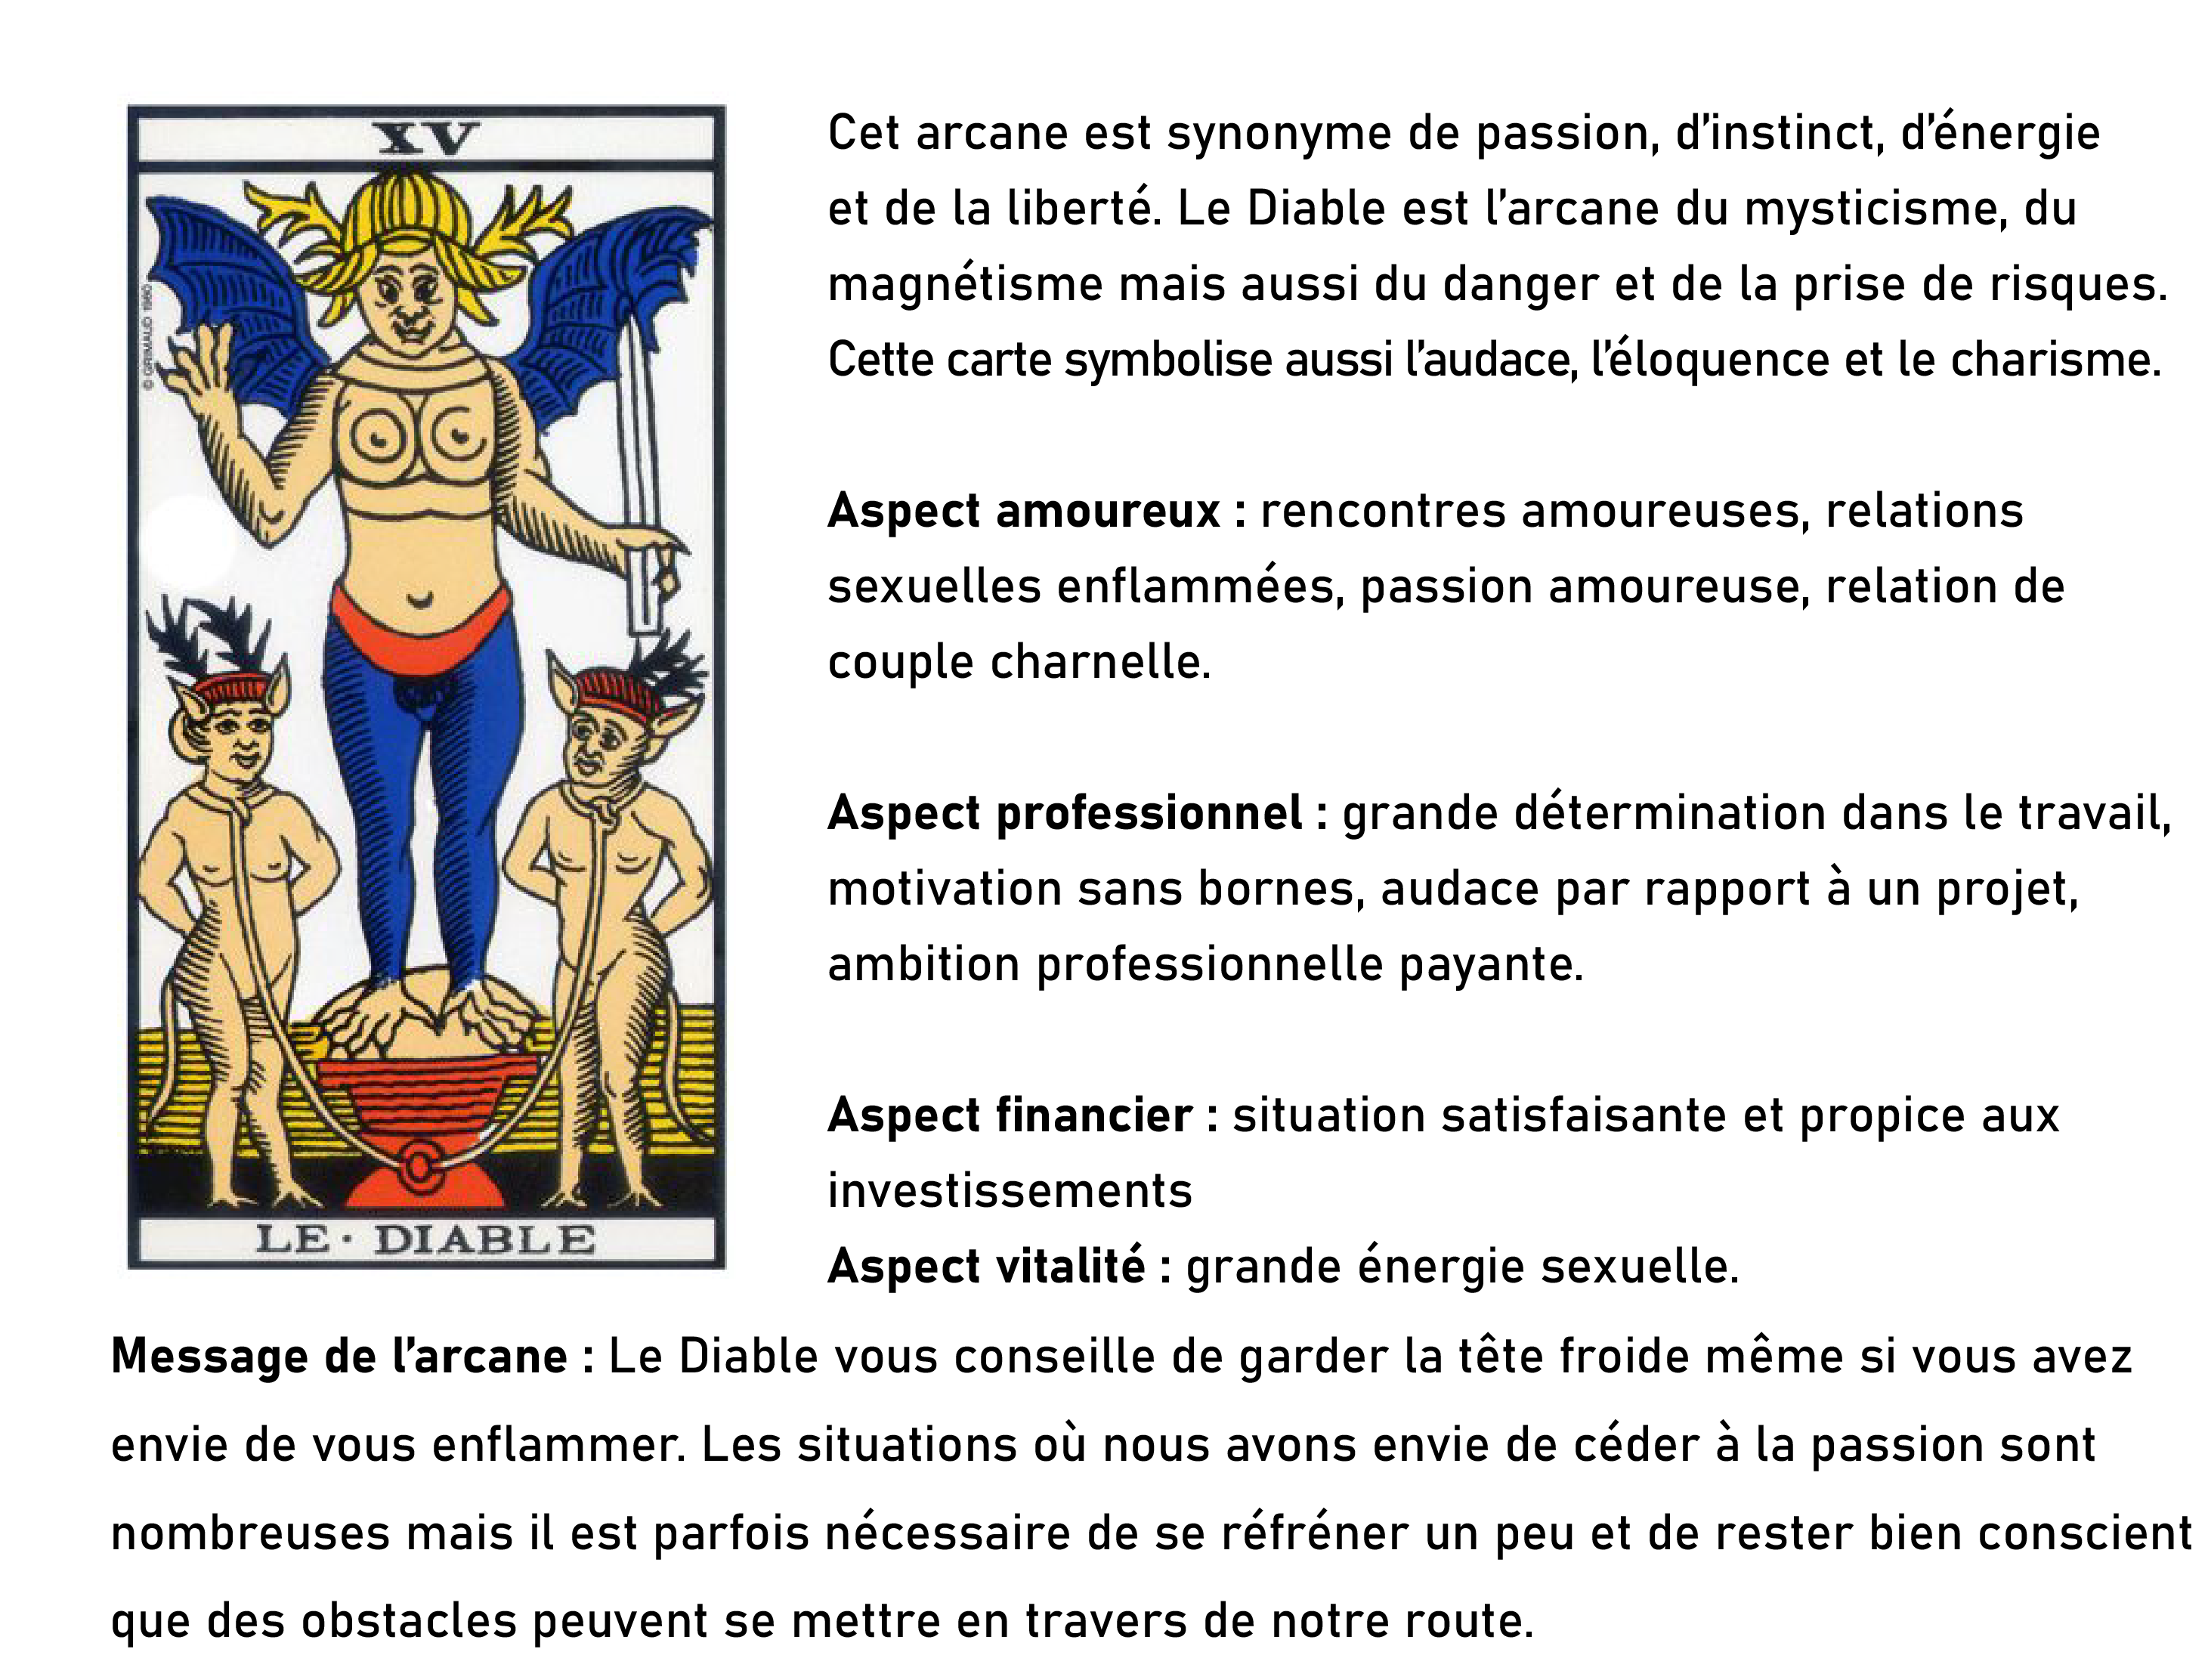 XV
© GRIMAUD 1980
LE · DIABLE
Cet arcane est synonyme de passion, d’instinct, d’énergie
et de la liberté. Le Diable est l’arcane du mysticisme, du
magnétisme mais aussi du danger et de la prise de risques.
Cette carte symbolise aussi l’audace, l’éloquence et le charisme.
Aspect amoureux : rencontres amoureuses, relations
sexuelles enflammées, passion amoureuse, relation de
couple charnelle.
Aspect professionnel : grande détermination dans le travail,
motivation sans bornes, audace par rapport à un projet,
ambition professionnelle payante.
Aspect financier : situation satisfaisante et propice aux
investissements
Aspect vitalité : grande énergie sexuelle.
Message de l’arcane : Le Diable vous conseille de garder la tête froide même si vous avez
envie de vous enflammer. Les situations où nous avons envie de céder à la passion sont
nombreuses mais il est parfois nécessaire de se réfréner un peu et de rester bien conscient
que des obstacles peuvent se mettre en travers de notre route.